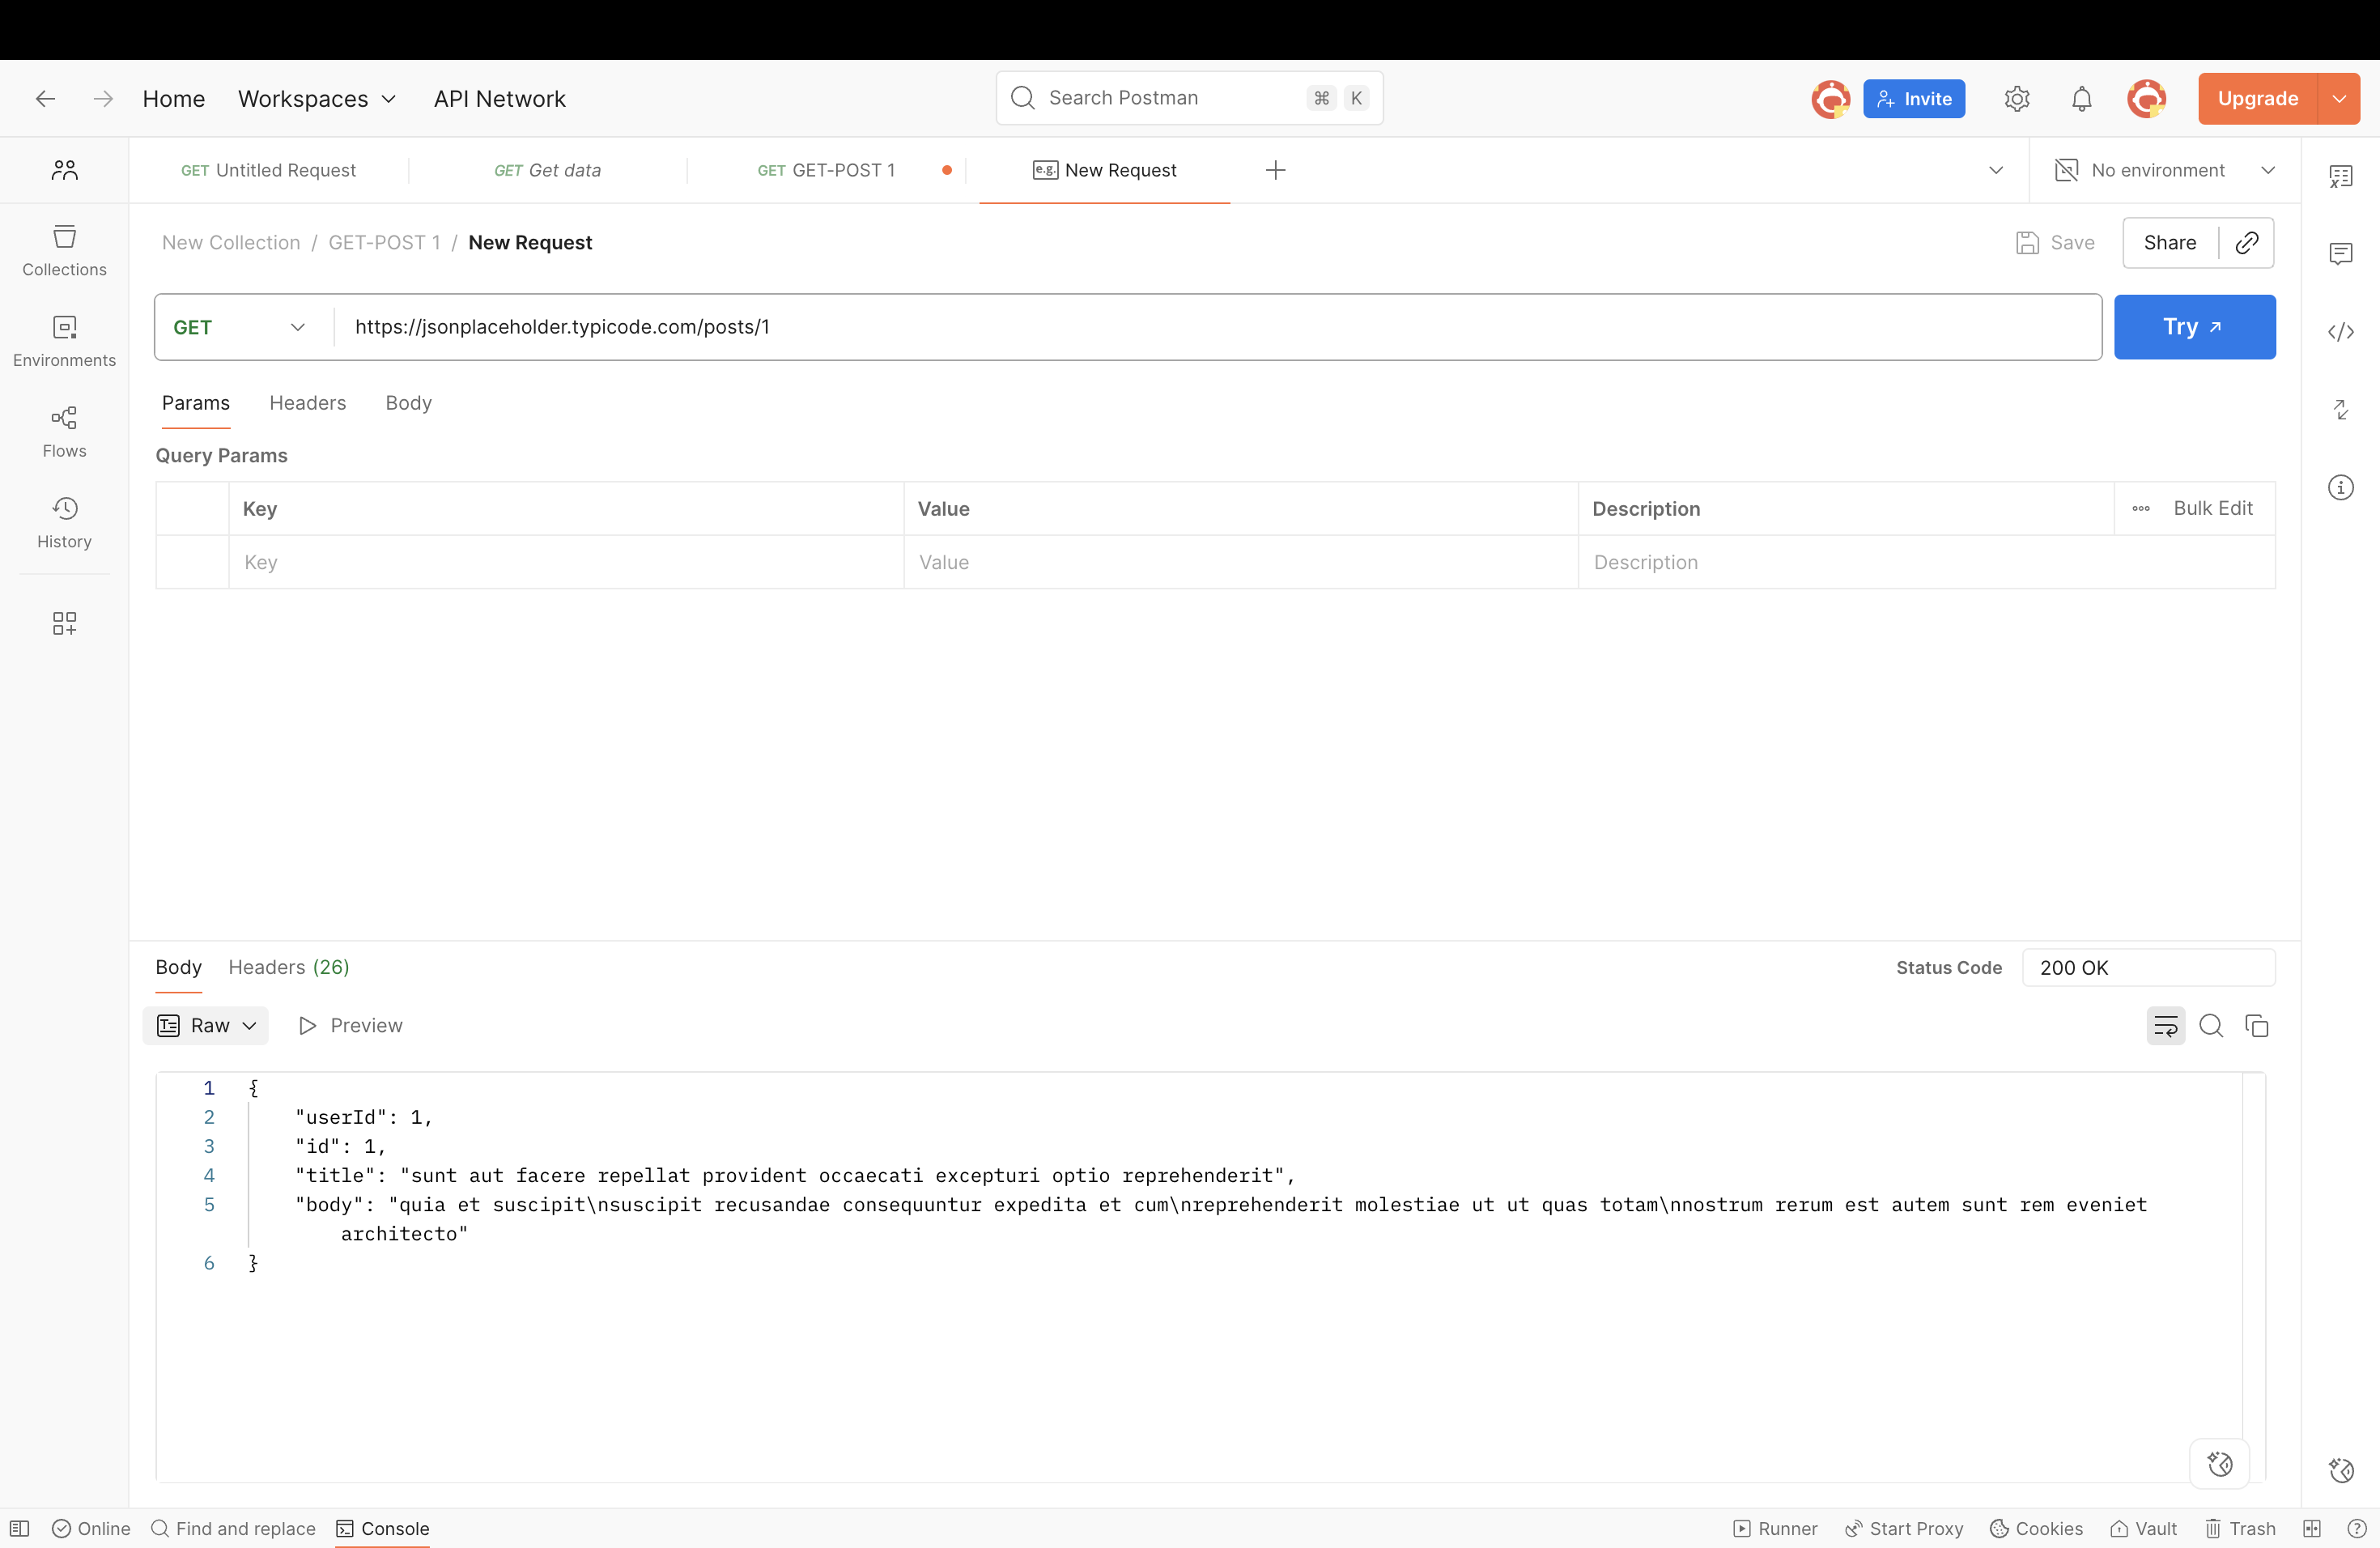 Home Workspaces API Network Search Postman ⌘ K Invite Upgrade
GET Untitled Request GET Get data GET GET-POST 1 e.g. New Request No environment
New Collection / GET-POST 1 / New Request Save Share
Collections
GET https://jsonplaceholder.typicode.com/posts/1 Try
Environments
Params Headers Body
Flows
Query Params
Key Value Description Bulk Edit
History
Key Value Description
Body Headers (26) Status Code 200 OK
Raw Preview
1 {
2 "userId": 1,
3 "id": 1,
4 "title": "sunt aut facere repellat provident occaecati excepturi optio reprehenderit",
5 "body": "quia et suscipit\nsuscipit recusandae consequuntur expedita et cum\nreprehenderit molestiae ut ut quas totam\nnostrum rerum est autem sunt rem eveniet
architecto"
6 }
Online Find and replace Console Runner Start Proxy Cookies Vault Trash